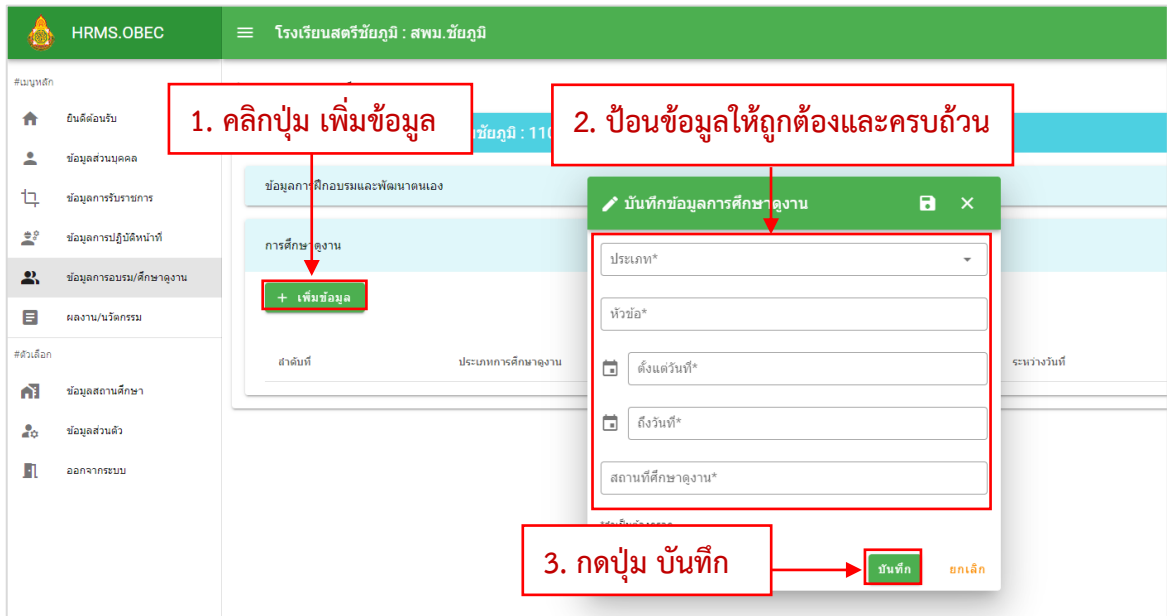 HRMS.OBEC
โรงเรียนสตรีชัยภูมิ : สพม.ชัยภูมิ
#เมนูหลัก
ยินดีต้อนรับ
ข้อมูลส่วนบุคคล
ข้อมูลการรับราชการ
ข้อมูลการปฏิบัติหน้าที่
ข้อมูลการอบรม/ศึกษาดูงาน
ผลงาน/นวัตกรรม
#ตัวเลือก
ข้อมูลสถานศึกษา
ข้อมูลส่วนตัว
ออกจากระบบ
1. คลิกปุ่ม เพิ่มข้อมูล
2. ป้อนข้อมูลให้ถูกต้องและครบถ้วน
ชัยภูมิ : 110
ข้อมูลการฝึกอบรมและพัฒนาตนเอง
การศึกษาดูงาน
+ เพิ่มข้อมูล
ลำดับที่ ประเภทการศึกษาดูงาน ระหว่างวันที่
บันทึกข้อมูลการศึกษาดูงาน
ประเภท*
หัวข้อ*
ตั้งแต่วันที่*
ถึงวันที่*
สถานที่ศึกษาดูงาน*
3. กดปุ่ม บันทึก
บันทึก ยกเลิก